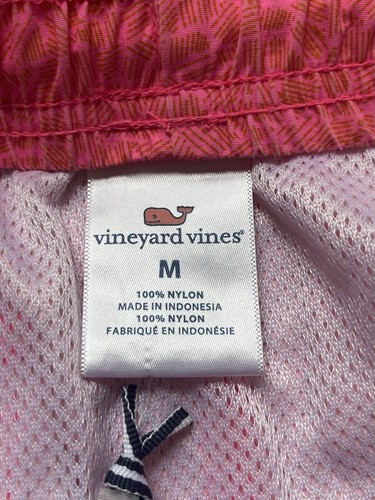 vineyard vines®
M
100% NYLON
MADE IN INDONESIA
100% NYLON
FABRIQUÉ EN INDONÉSIE